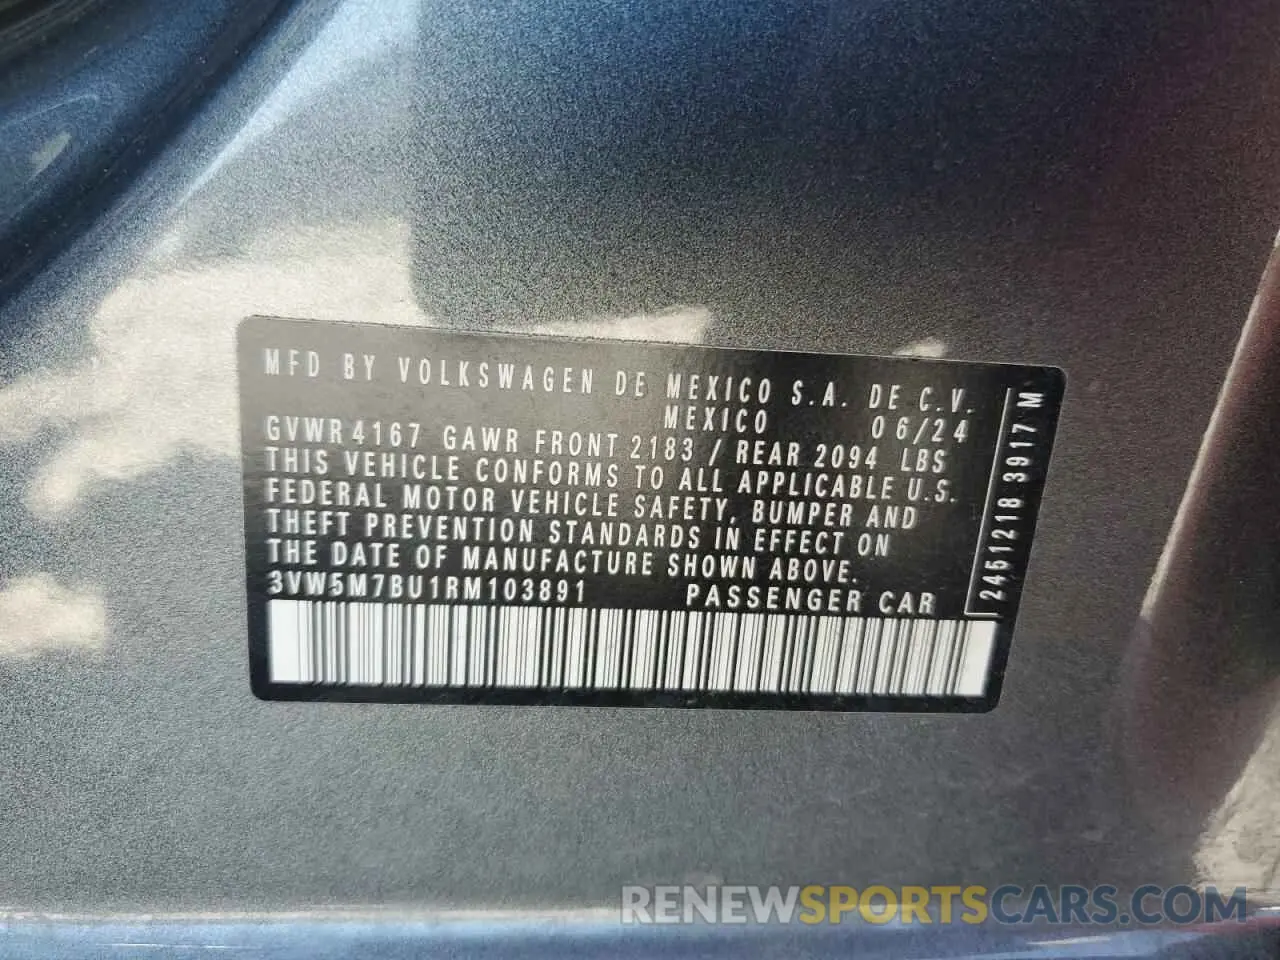 MFD BY VOLKSWAGEN DE MEXICO S.A. DE C.V.
MEXICO 06/24
GVWR 4167 GAWR FRONT 2183 / REAR 2094 LBS
THIS VEHICLE CONFORMS TO ALL APPLICABLE U.S.
FEDERAL MOTOR VEHICLE SAFETY, BUMPER AND
THEFT PREVENTION STANDARDS IN EFFECT ON
THE DATE OF MANUFACTURE SHOWN ABOVE.
3VW5M7BU1RM103891 PASSENGER CAR
2451218 3917 M
RENEWSPORTSCARS.COM